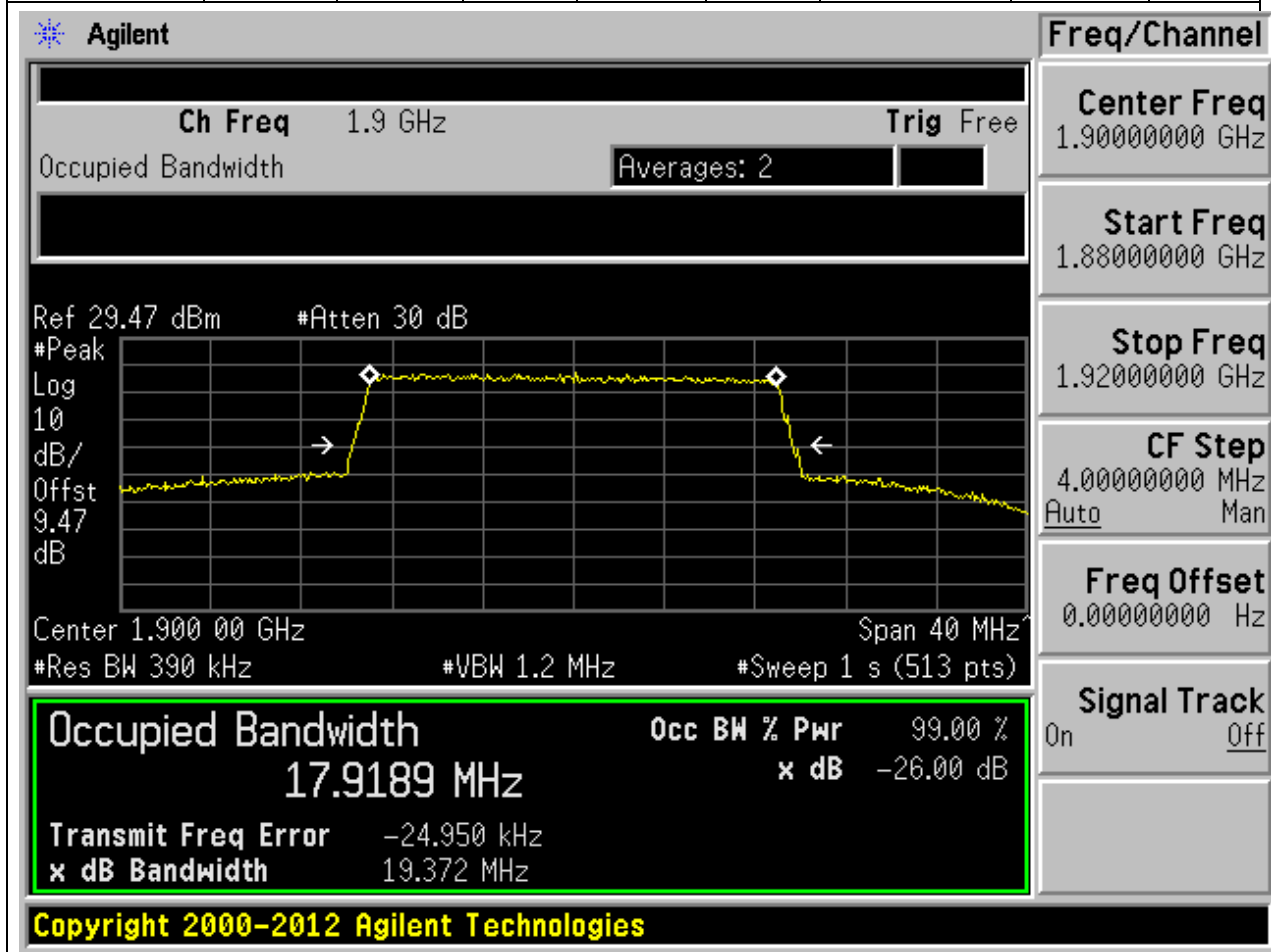 Agilent
Freq/Channel
Ch Freq 1.9 GHz Trig Free
Occupied Bandwidth Averages: 2
Center Freq
1.90000000 GHz
Start Freq
1.88000000 GHz
Stop Freq
1.92000000 GHz
CF Step
4.00000000 MHz
Auto Man
Freq Offset
0.00000000 Hz
Signal Track
On Off
Ref 29.47 dBm #Atten 30 dB
#Peak
Log
10
dB/
Offst
9.47
dB
Center 1.900 00 GHz Span 40 MHz^
#Res BW 390 kHz #VBW 1.2 MHz #Sweep 1 s (513 pts)
Occupied Bandwidth Occ BW % Pwr 99.00 %
17.9189 MHz x dB -26.00 dB
Transmit Freq Error -24.950 kHz
x dB Bandwidth 19.372 MHz
Copyright 2000-2012 Agilent Technologies